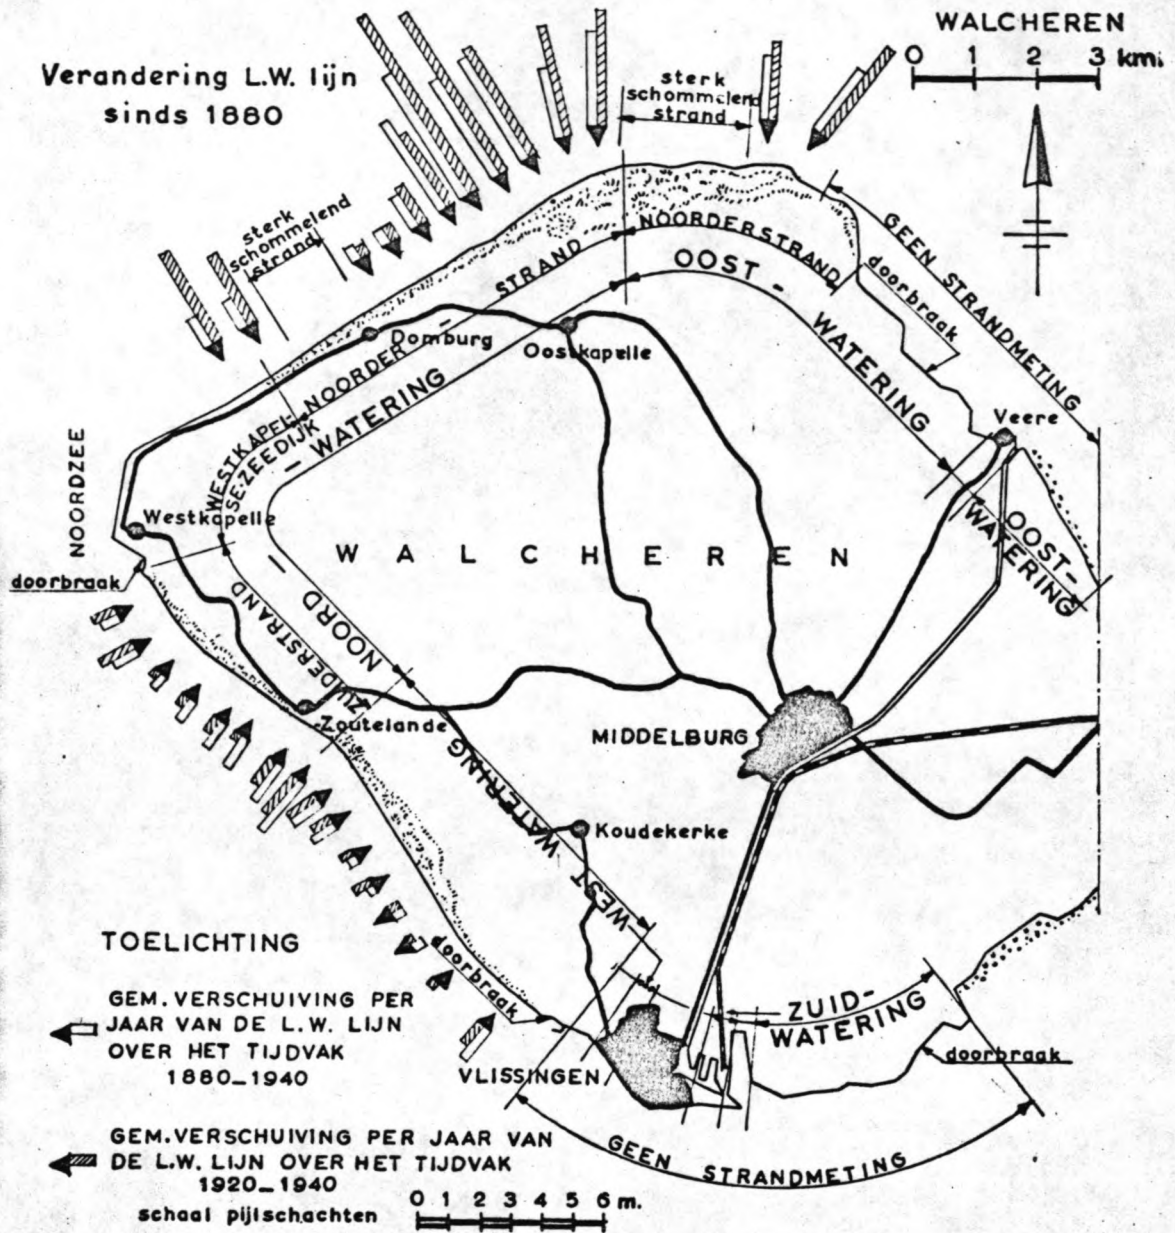 WALCHEREN
0 1 2 3 km.
Verandering L.W. lijn
sinds 1880
sterk
schommelend
strand
sterk
schommelend
strand
GEEN STRANDMETING
NOORDERSTRAND
doorbraak
OOST-WATERING
NOORDER-STRAND
Domburg
Oostkapelle
NOORD-WATERING
WESTKAPEL-
SE-ZEEDIJK
NOORDZEE
Westkapelle
doorbraak
Veere
OOST-
WATERING
WALCHEREN
ZUIDERSTRAND
Zoutelande
MIDDELBURG
WEST WATERING
Koudekerke
doorbraak
VLISSINGEN
ZUID-
WATERING
doorbraak
GEEN STRANDMETING
TOELICHTING
GEM. VERSCHUIVING PER
JAAR VAN DE L.W. LIJN
OVER HET TIJDVAK
1880_1940
GEM. VERSCHUIVING PER JAAR VAN
DE L.W. LIJN OVER HET TIJDVAK
1920_1940
schaal pijlschachten
0 1 2 3 4 5 6 m.